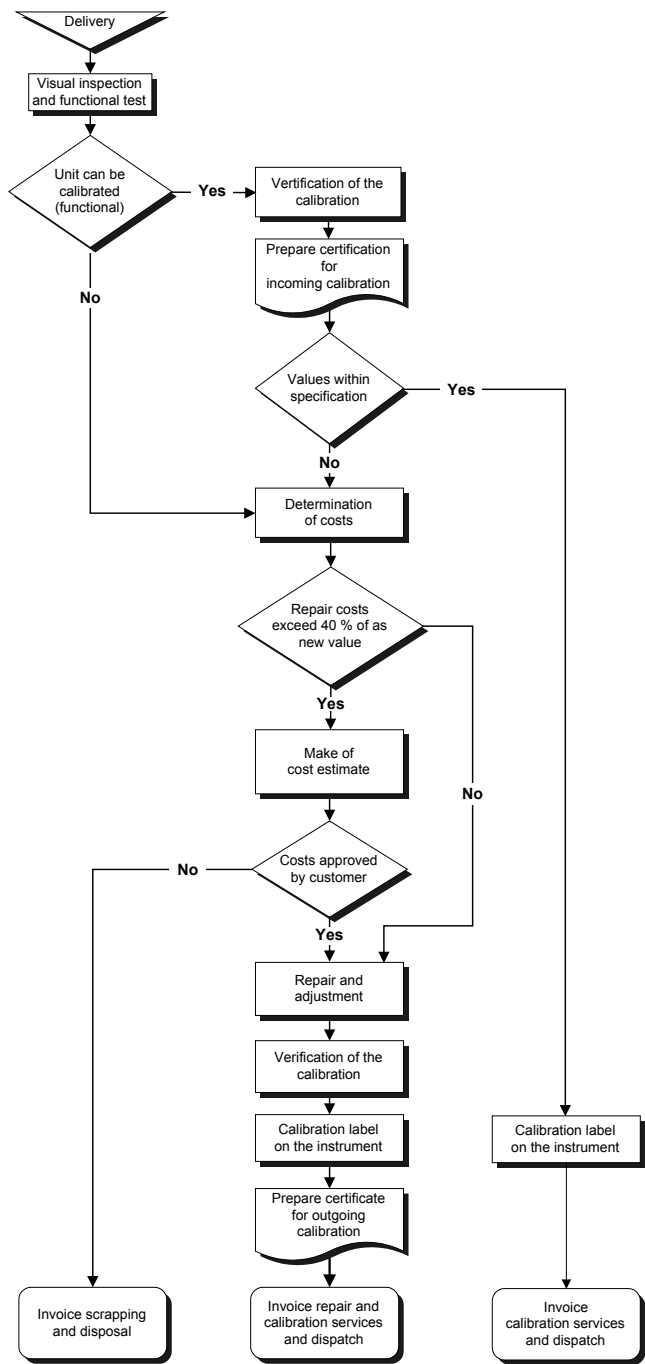 Delivery
Visual inspection
and functional test
Unit can be
calibrated
(functional)
Yes
Vertification of the
calibration
Prepare certification
for
incoming calibration
No
Values within
specification
Yes
No
Determination
of costs
Repair costs
exceed 40 % of as
new value
Yes
Make of
cost estimate
No
Costs approved
by customer
No
Yes
Repair and
adjustment
Verification of the
calibration
Calibration label
on the instrument
Calibration label
on the instrument
Prepare certificate
for outgoing
calibration
Invoice scrapping
and disposal
Invoice repair and
calibration services
and dispatch
Invoice
calibration services
and dispatch